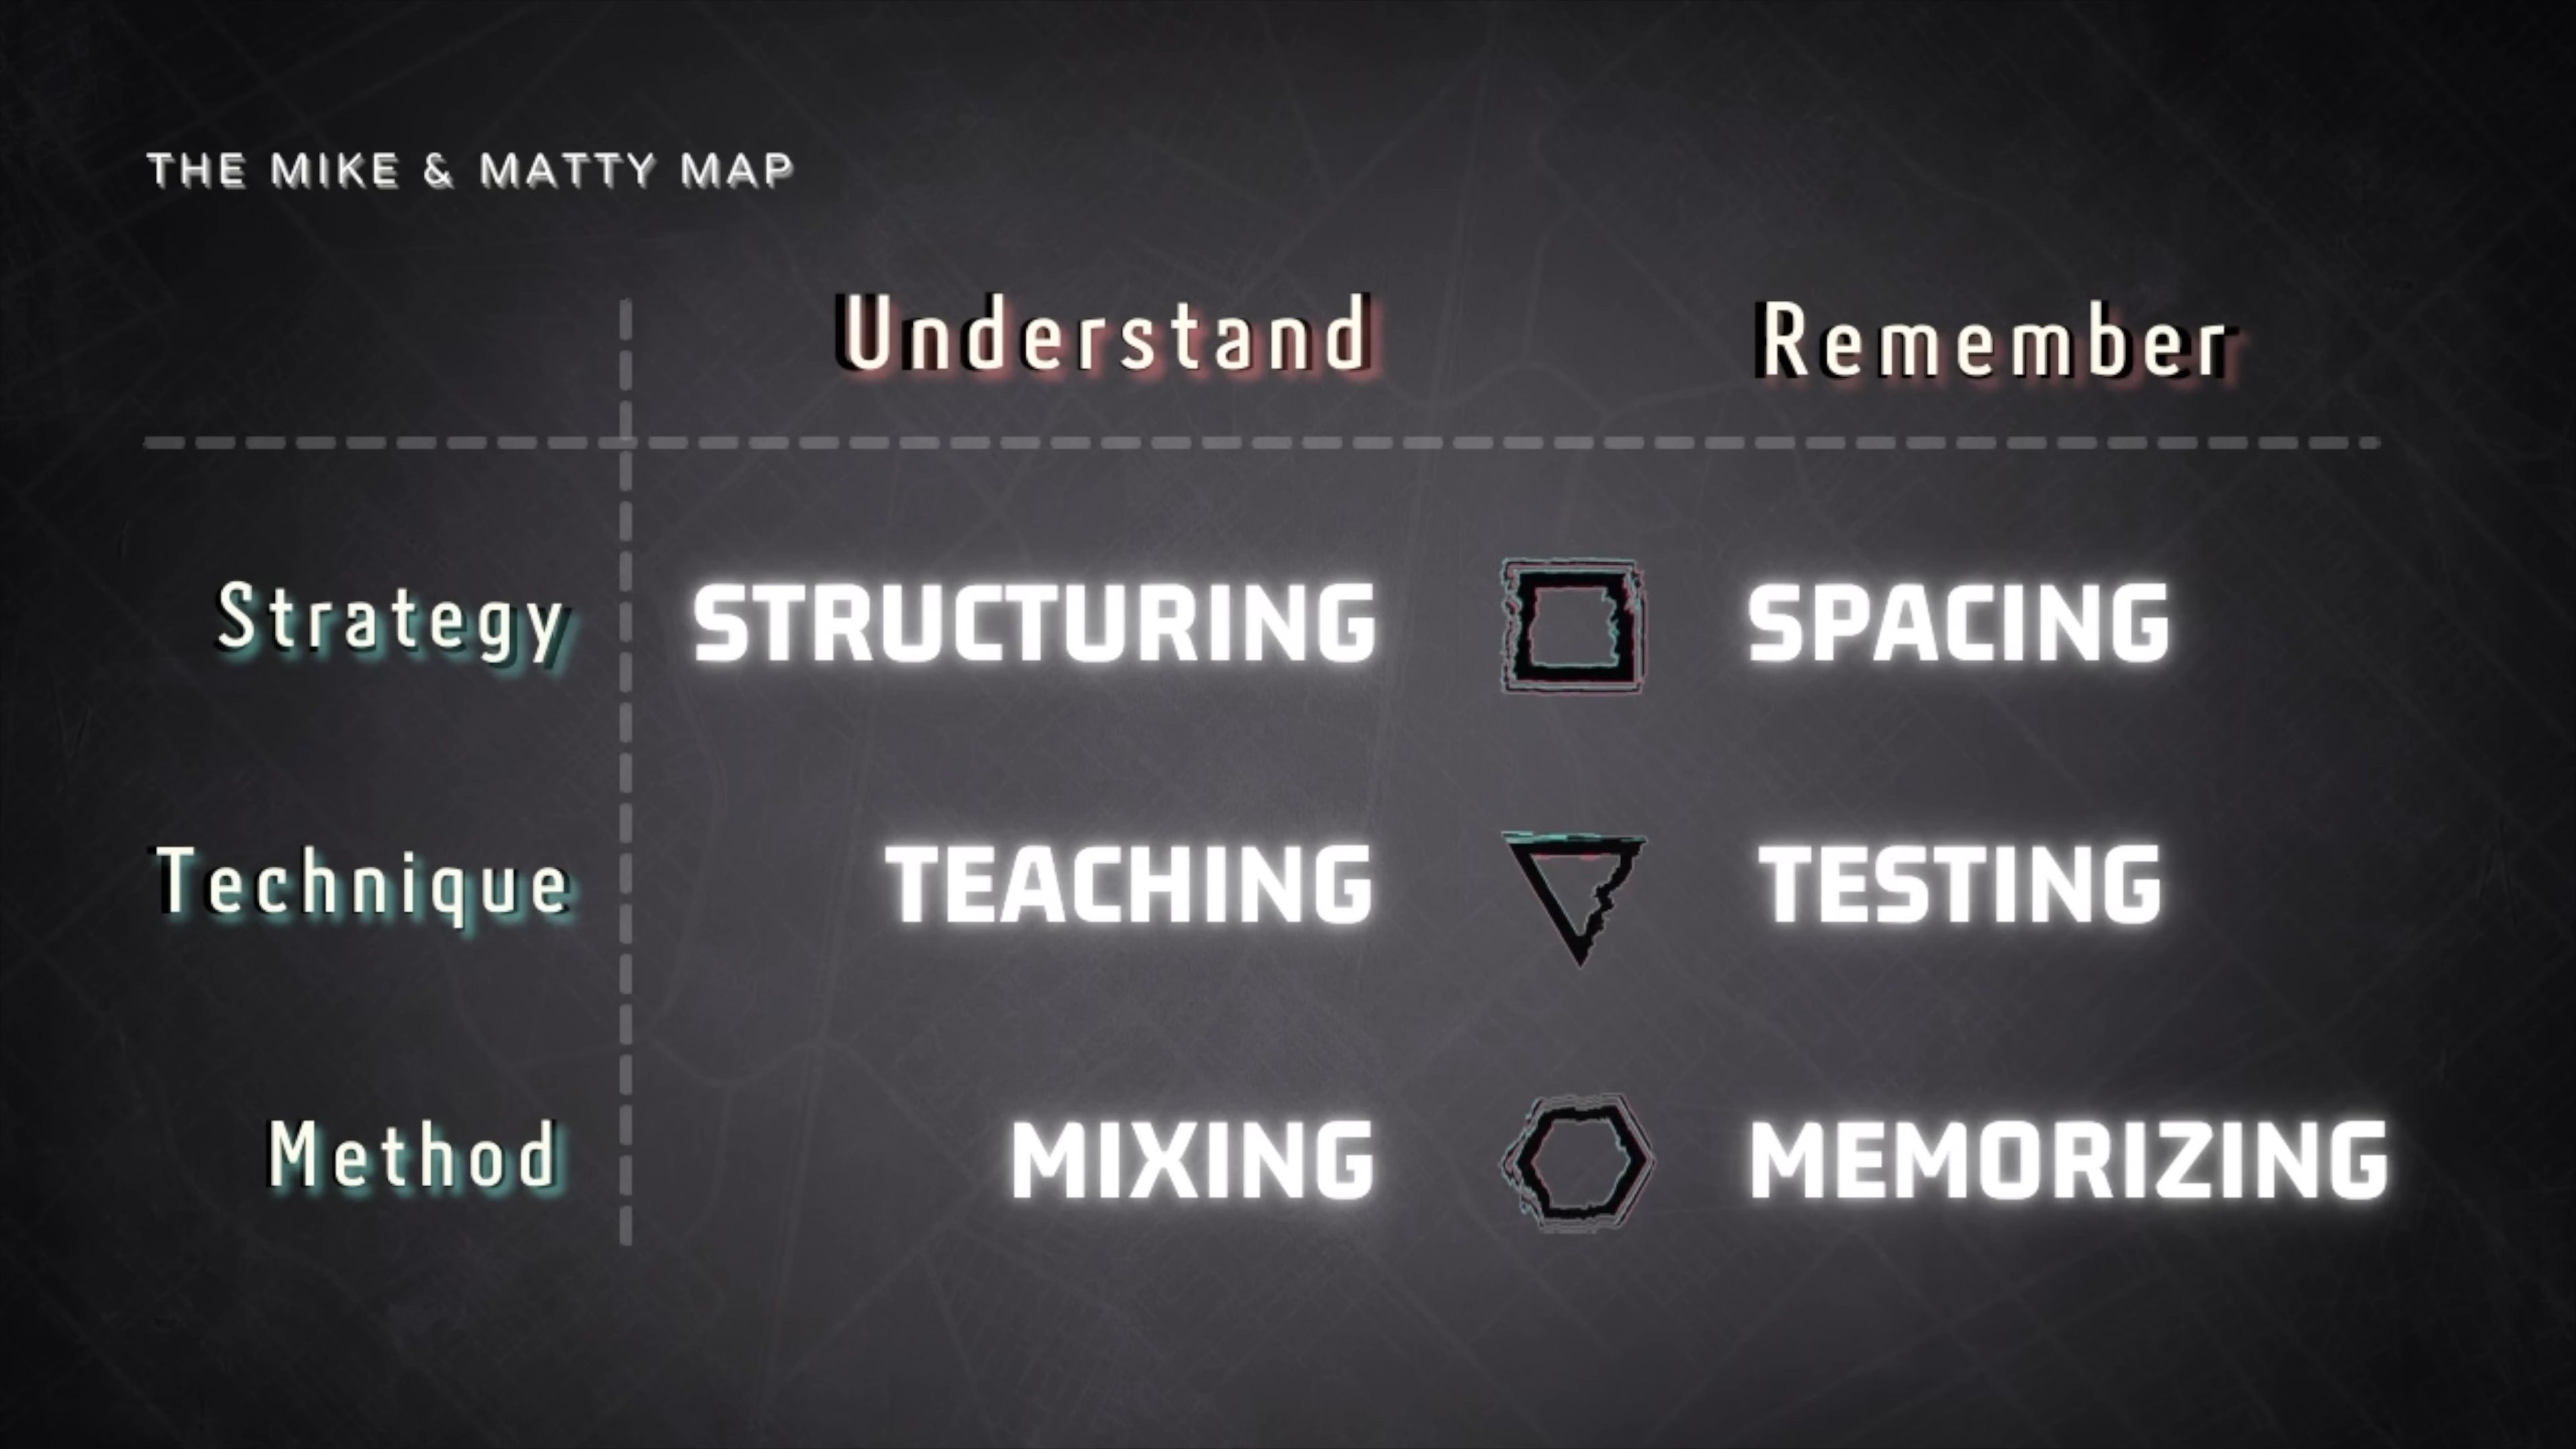 THE MIKE & MATTY MAP
Understand Remember
Strategy STRUCTURING SPACING
Technique TEACHING TESTING
Method MIXING MEMORIZING